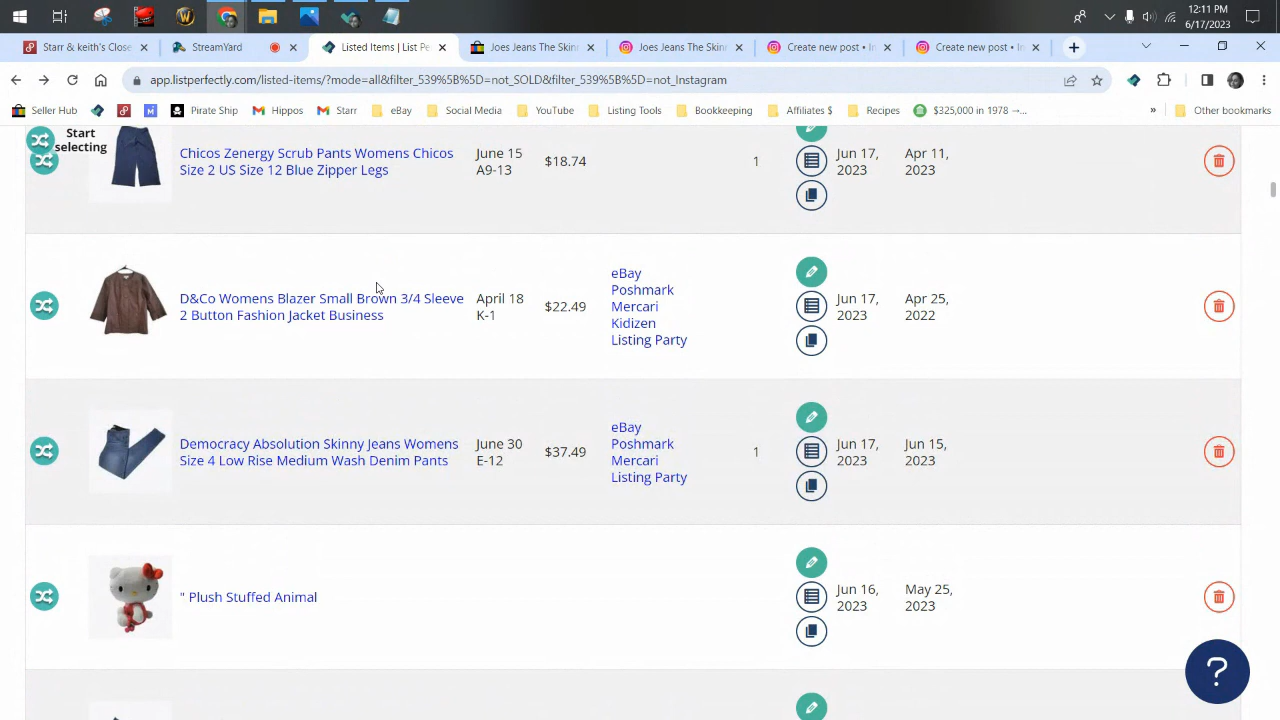 12:11 PM
6/17/2023
Starr & keith's Close
StreamYard
Listed Items | List Pe
Joes Jeans The Skinn
Joes Jeans The Skinn
Create new post • In
Create new post • In
app.listperfectly.com/listed-items/?mode=all&filter_539%5B%5D=not_SOLD&filter_539%5B%5D=not_Instagram
Seller Hub
Pirate Ship
Hippos
Starr
eBay
Social Media
YouTube
Listing Tools
Bookkeeping
Affiliates $
Recipes
$325,000 in 1978 →...
»
Other bookmarks
Start
selecting
Chicos Zenergy Scrub Pants Womens Chicos
Size 2 US Size 12 Blue Zipper Legs
June 15
A9-13
$18.74
1
Jun 17,
2023
Apr 11,
2023
D&Co Womens Blazer Small Brown 3/4 Sleeve
2 Button Fashion Jacket Business
April 18
K-1
$22.49
eBay
Poshmark
Mercari
Kidizen
Listing Party
Jun 17,
2023
Apr 25,
2022
Democracy Absolution Skinny Jeans Womens
Size 4 Low Rise Medium Wash Denim Pants
June 30
E-12
$37.49
eBay
Poshmark
Mercari
Listing Party
1
Jun 17,
2023
Jun 15,
2023
" Plush Stuffed Animal
Jun 16,
2023
May 25,
2023
?